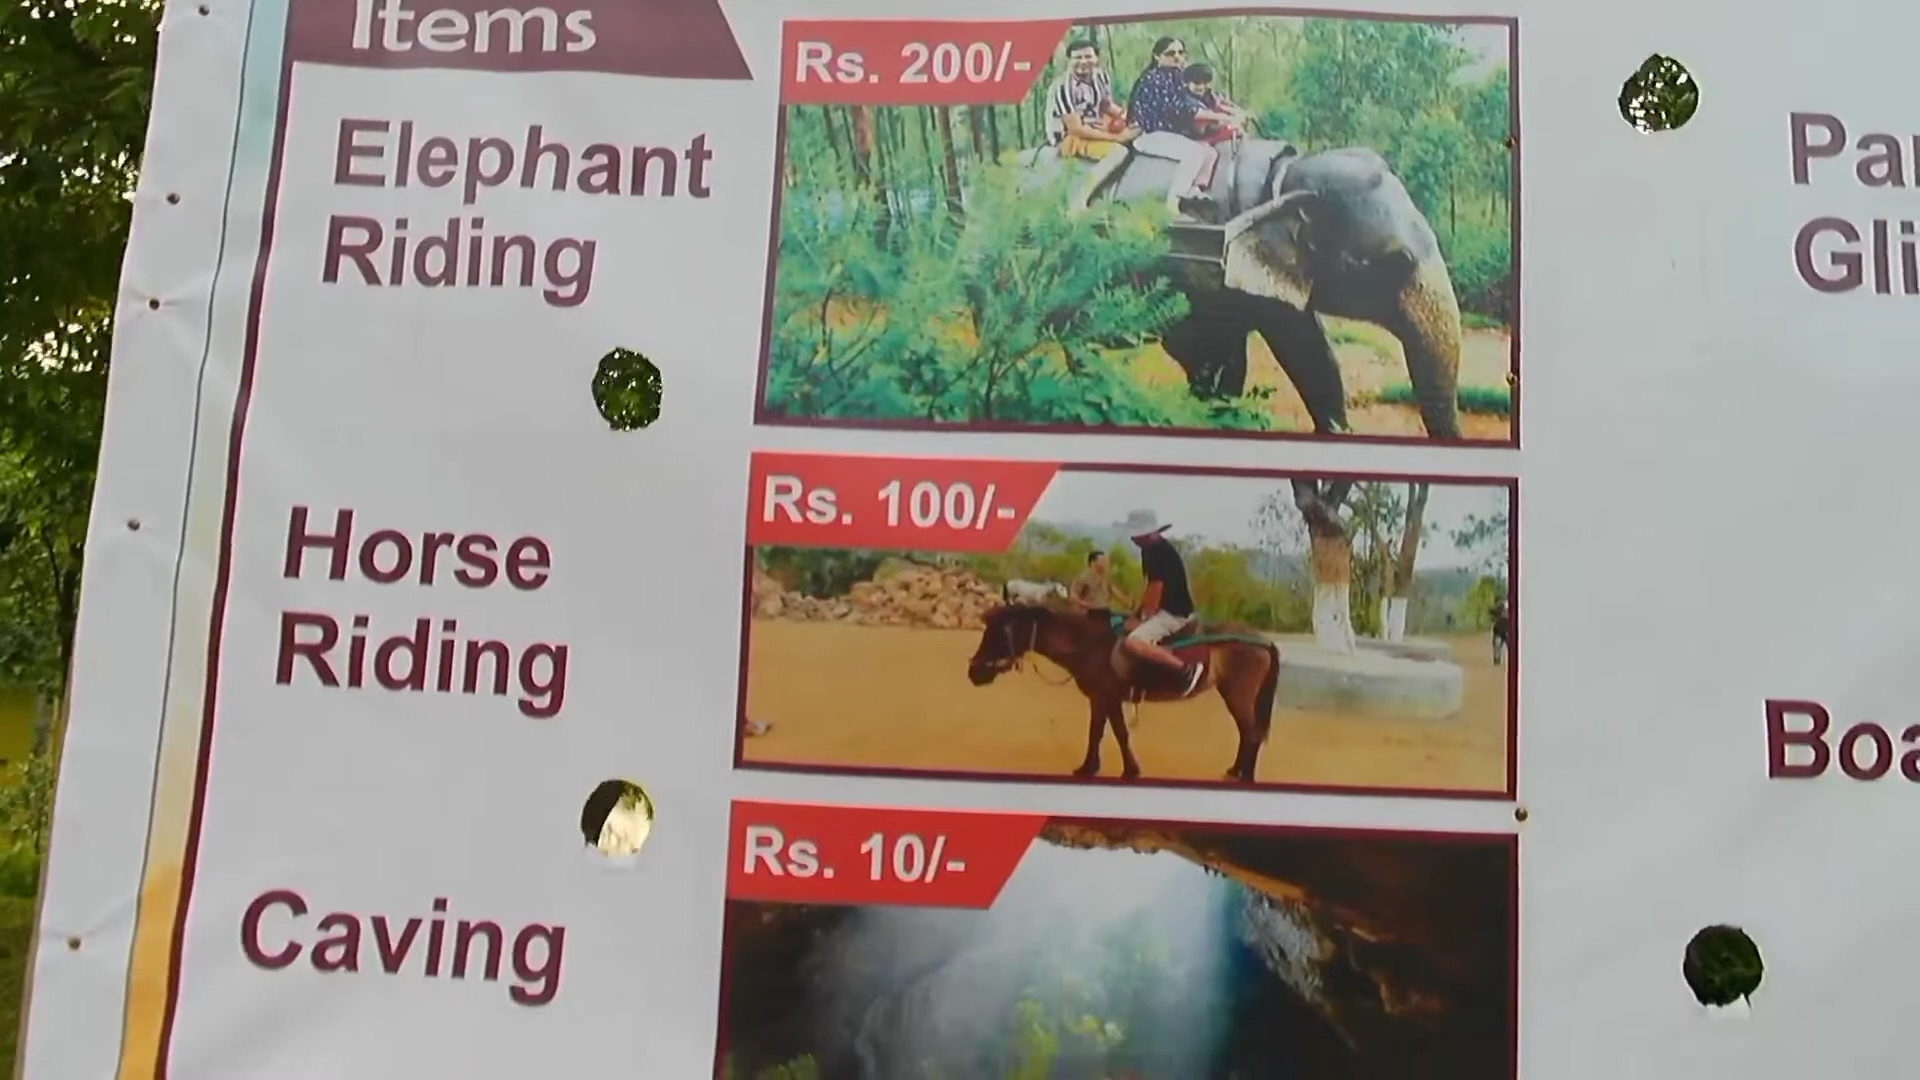 Items
Elephant
Riding
Rs. 200/-
Horse
Riding
Rs. 100/-
Caving
Rs. 10/-